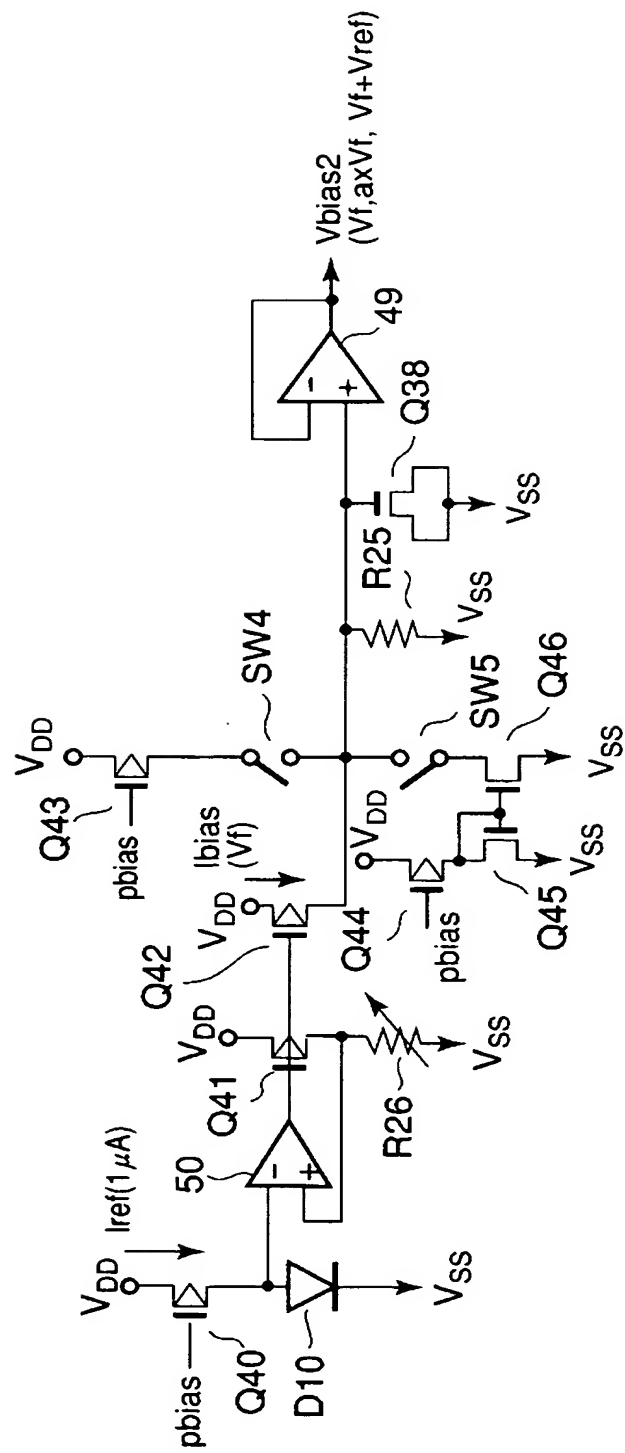 VDD
Iref(1μA)
pbias
Q40
D10
VSS
50
-
+
Q41
VDD
R26
VSS
Q42
VDD
Ibias
(Vf)
Q43
VDD
pbias
SW4
Q44
VDD
pbias
Q45
VSS
SW5
Q46
VSS
R25
VSS
Q38
VSS
-
+
49
Vbias2
(Vf,axVf, Vf+Vref)